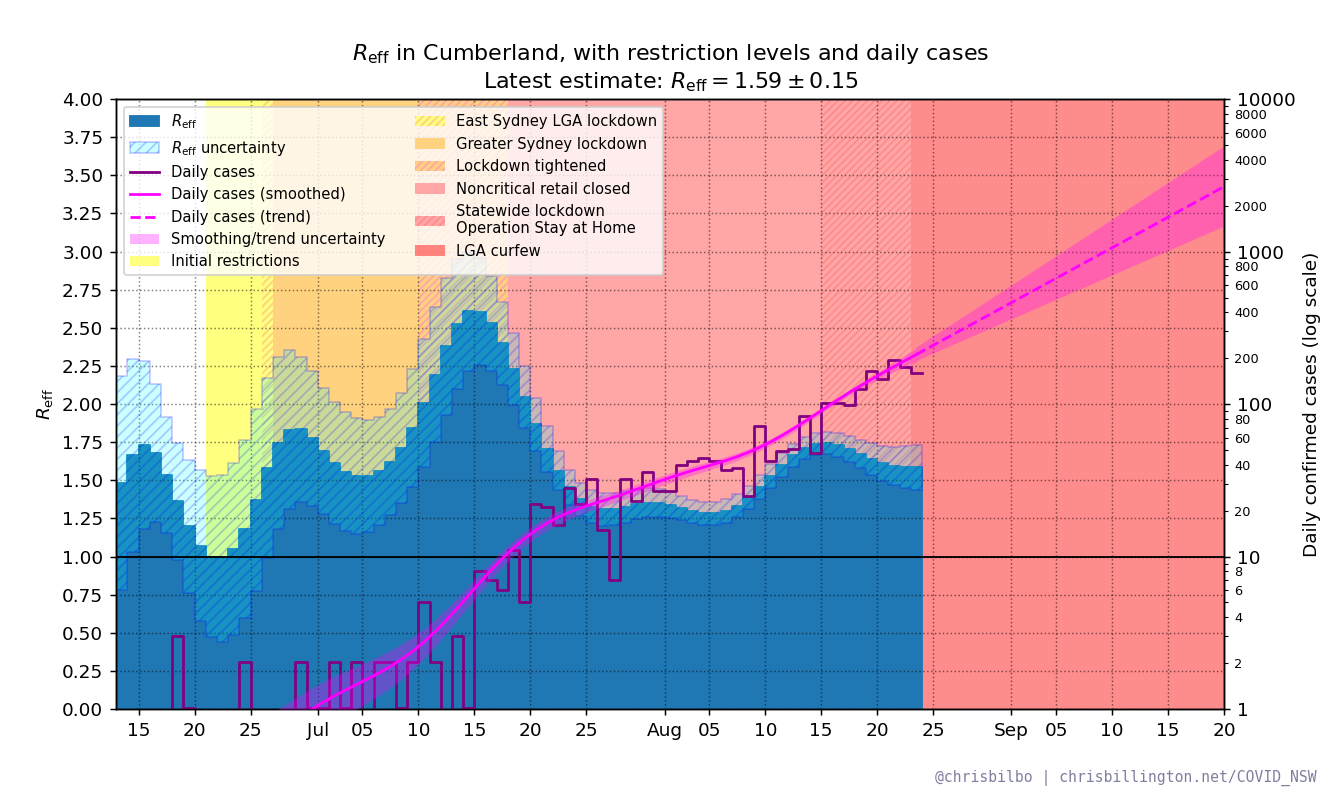 Reff in Cumberland, with restriction levels and daily cases
Latest estimate: Reff = 1.59 ± 0.15
Reff
Reff uncertainty
Daily cases
Daily cases (smoothed)
Daily cases (trend)
Smoothing/trend uncertainty
Initial restrictions
East Sydney LGA lockdown
Greater Sydney lockdown
Lockdown tightened
Noncritical retail closed
Statewide lockdown
Operation Stay at Home
LGA curfew
Reff
4.00
3.75
3.50
3.25
3.00
2.75
2.50
2.25
2.00
1.75
1.50
1.25
1.00
0.75
0.50
0.25
0.00
10000
8000
6000
4000
2000
1000
800
600
400
200
100
80
60
40
20
10
8
6
4
2
1
Daily confirmed cases (log scale)
15 20 25 Jul 05 10 15 20 25 Aug 05 10 15 20 25 Sep 05 10 15 20
@chrisbilbo | chrisbillington.net/COVID_NSW